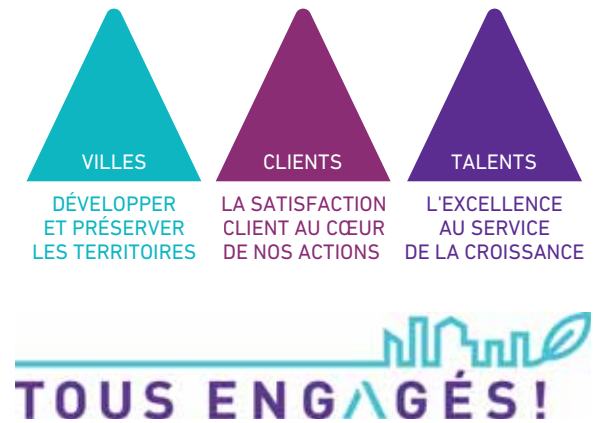 VILLES
DÉVELOPPER
ET PRÉSERVER
LES TERRITOIRES
CLIENTS
LA SATISFACTION
CLIENT AU CŒUR
DE NOS ACTIONS
TALENTS
L'EXCELLENCE
AU SERVICE
DE LA CROISSANCE
TOUS ENGAGÉS!